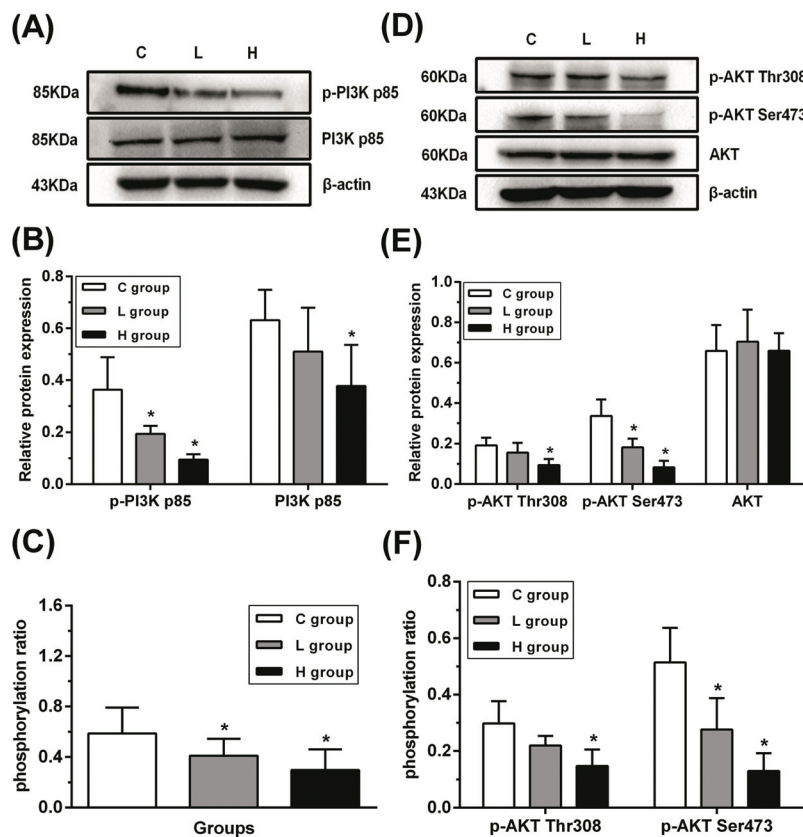 (A)
C L H
85KDa p-PI3K p85
85KDa PI3K p85
43KDa β-actin
(B)
Relative protein expression
0.8
0.6
0.4
0.2
0.0
C group
L group
H group
*
*
*
p-PI3K p85 PI3K p85
(C)
phosphorylation ratio
1.6
1.2
0.8
0.4
0.0
C group
L group
H group
*
*
Groups
(D)
C L H
60KDa p-AKT Thr308
60KDa p-AKT Ser473
60KDa AKT
43KDa β-actin
(E)
Relative protein expression
1.0
0.8
0.6
0.4
0.2
0.0
C group
L group
H group
*
*
*
p-AKT Thr308 p-AKT Ser473 AKT
(F)
phosphorylation ratio
0.8
0.6
0.4
0.2
0.0
C group
L group
H group
*
*
*
p-AKT Thr308 p-AKT Ser473